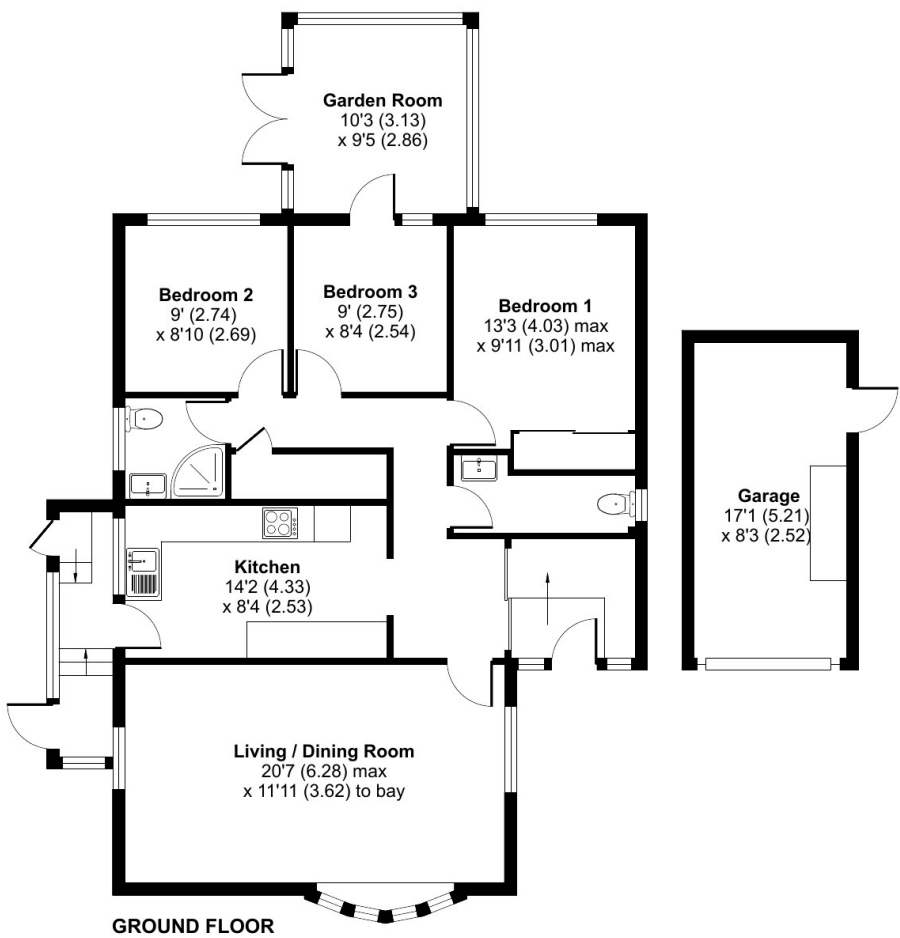 Garden Room
10'3 (3.13)
x 9'5 (2.86)
Bedroom 2
9' (2.74)
x 8'10 (2.69)
Bedroom 3
9' (2.75)
x 8'4 (2.54)
Bedroom 1
13'3 (4.03) max
x 9'11 (3.01) max
Garage
17'1 (5.21)
x 8'3 (2.52)
Kitchen
14'2 (4.33)
x 8'4 (2.53)
Living / Dining Room
20'7 (6.28) max
x 11'11 (3.62) to bay
GROUND FLOOR